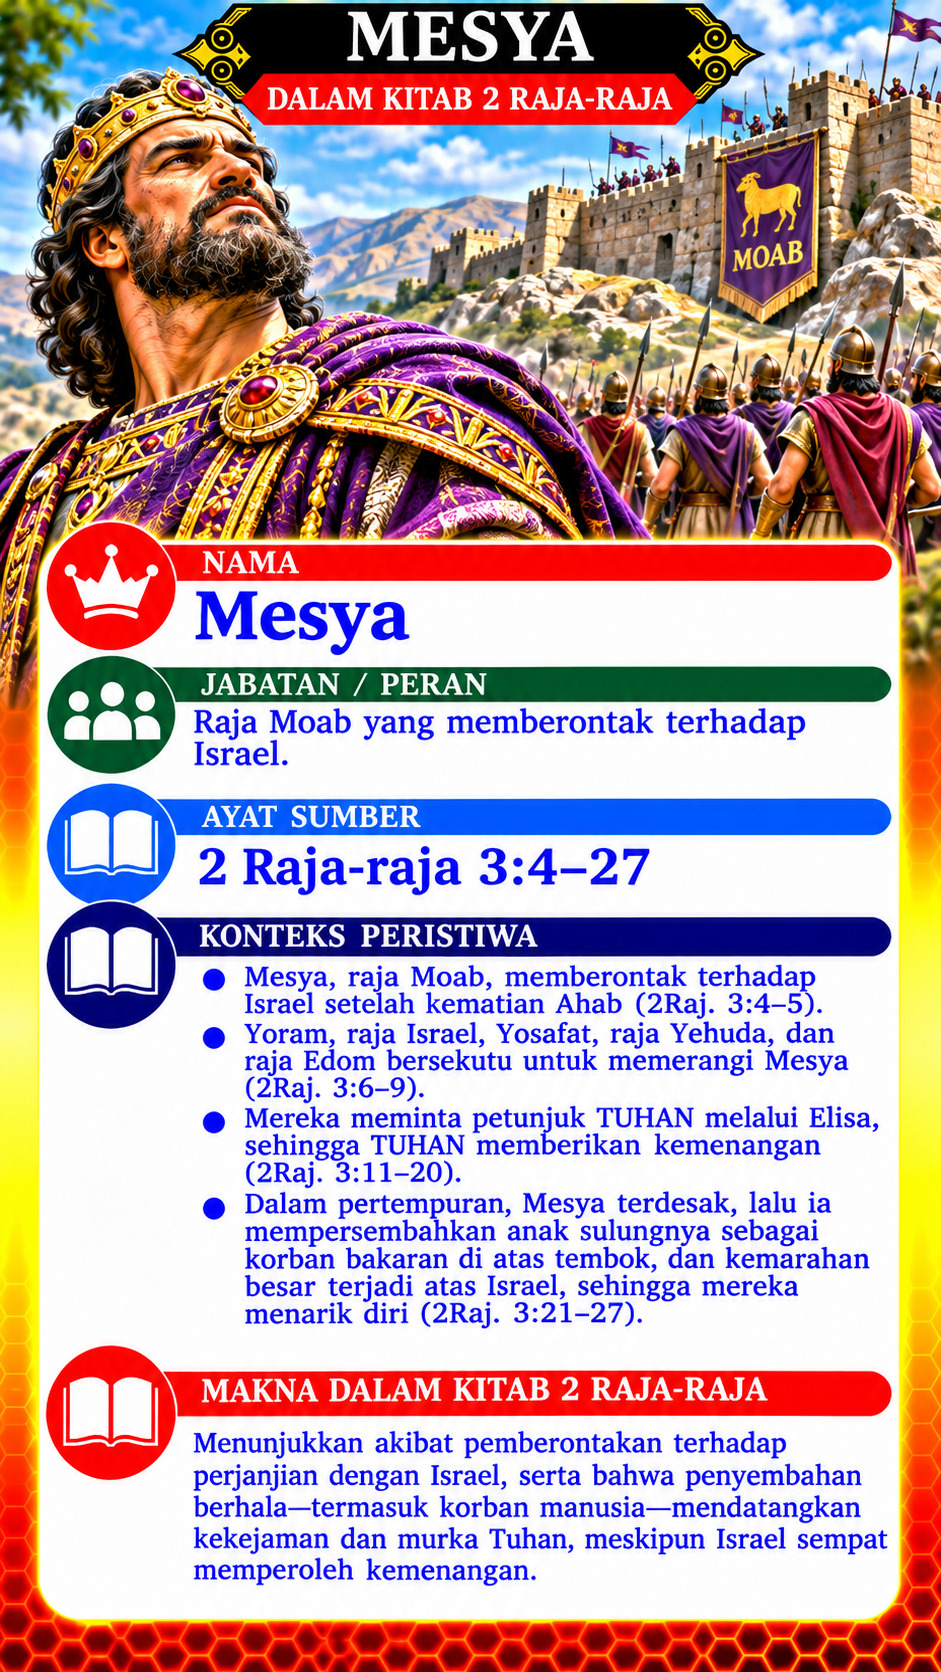 MESYA
DALAM KITAB 2 RAJA-RAJA
MOAB
NAMA
Mesya
JABATAN / PERAN
Raja Moab yang memberontak terhadap
Israel.
AYAT SUMBER
2 Raja-raja 3:4–27
KONTEKS PERISTIWA
● Mesya, raja Moab, memberontak terhadap
Israel setelah kematian Ahab (2Raj. 3:4–5).
● Yoram, raja Israel, Yosafat, raja Yehuda, dan
raja Edom bersekutu untuk memerangi Mesya
(2Raj. 3:6–9).
● Mereka meminta petunjuk TUHAN melalui Elisa,
sehingga TUHAN memberikan kemenangan
(2Raj. 3:11–20).
● Dalam pertempuran, Mesya terdesak, lalu ia
mempersembahkan anak sulungnya sebagai
korban bakaran di atas tembok, dan kemarahan
besar terjadi atas Israel, sehingga mereka
menarik diri (2Raj. 3:21–27).
MAKNA DALAM KITAB 2 RAJA-RAJA
Menunjukkan akibat pemberontakan terhadap
perjanjian dengan Israel, serta bahwa penyembahan
berhala—termasuk korban manusia—mendatangkan
kekejaman dan murka Tuhan, meskipun Israel sempat
memperoleh kemenangan.